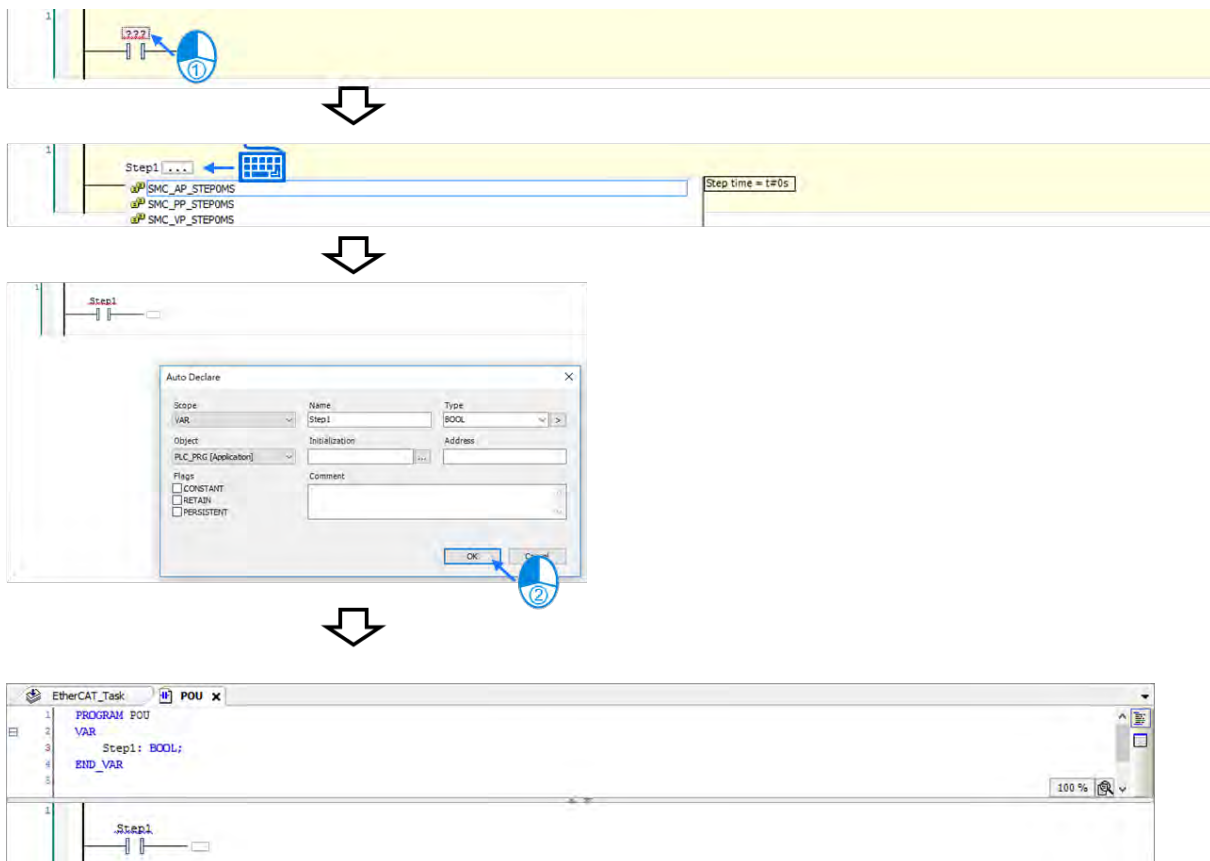 1
???
①
1
Step1 ...
SMC_AP_STEP0MS
Step time = t#0s
SMC_PP_STEP0MS
SMC_VP_STEP0MS
1
Step1
Auto Declare
Scope Name Type
VAR Step1 BOOL >
Object Initialization Address
PLC_PRG [Application] ...
Flags Comment
CONSTANT
RETAIN
PERSISTENT
OK Cancel
②
EtherCAT_Task POU X
1 PROGRAM POU
2 VAR
3 Step1: BOOL;
4 END_VAR
5
100 %
1
Step1